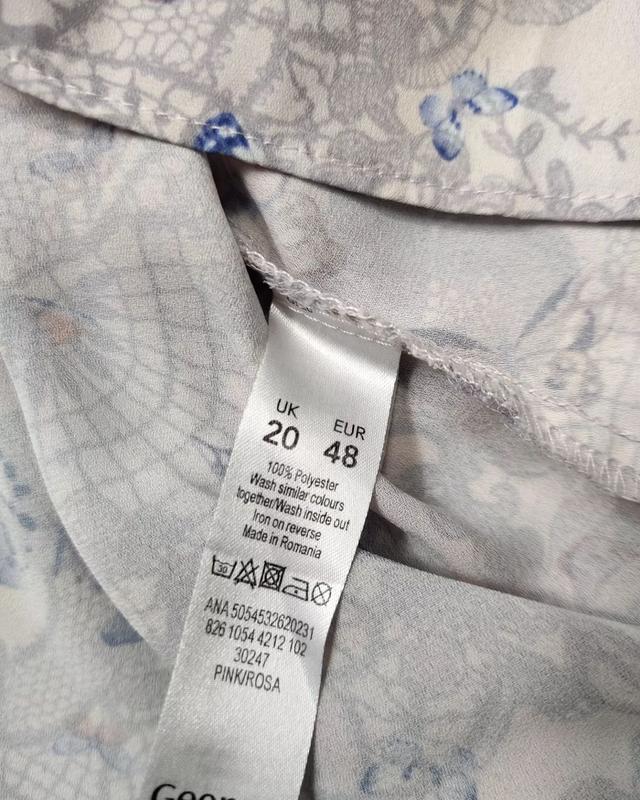 UK EUR
20 48
100% Polyester
Wash similar colours
together/Wash inside out
Iron on reverse
Made in Romania
30
ANA 5054532620231
826 1054 4212 102
30247
PINK/ROSA